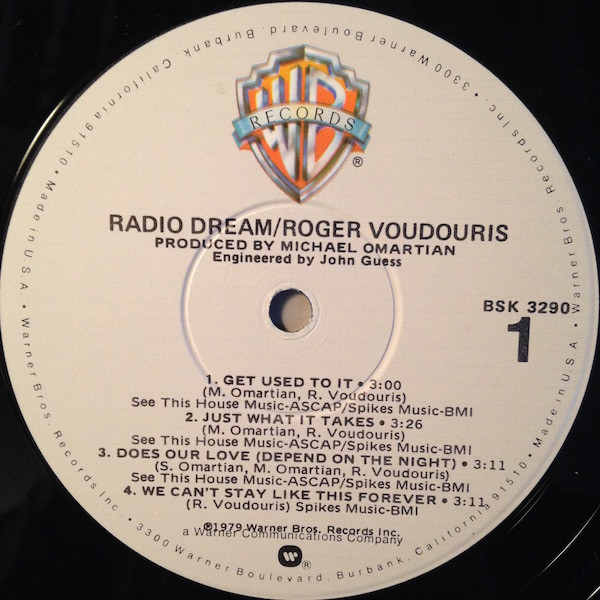 WB
RECORDS
®
RADIO DREAM/ROGER VOUDOURIS
PRODUCED BY MICHAEL OMARTIAN
Engineered by John Guess
BSK 3290
1
1. GET USED TO IT • 3:00
(M. Omartian, R. Voudouris)
See This House Music-ASCAP/Spikes Music-BMI
2. JUST WHAT IT TAKES • 3:26
(M. Omartian, R. Voudouris)
See This House Music-ASCAP/Spikes Music-BMI
3. DOES OUR LOVE (DEPEND ON THE NIGHT) • 3:11
(S. Omartian, M. Omartian, R. Voudouris)
See This House Music-ASCAP/Spikes Music-BMI
4. WE CAN'T STAY LIKE THIS FOREVER • 3:11
(R. Voudouris) Spikes Music-BMI
℗1979 Warner Bros. Records Inc.
a Warner Communications Company
W ®
Warner Bros. Records Inc. • 3300 Warner Boulevard, Burbank, California 91510 • Made in U.S.A. •
Warner Bros. Records Inc. • 3300 Warner Boulevard, Burbank, California 91510 • Made in U.S.A. •